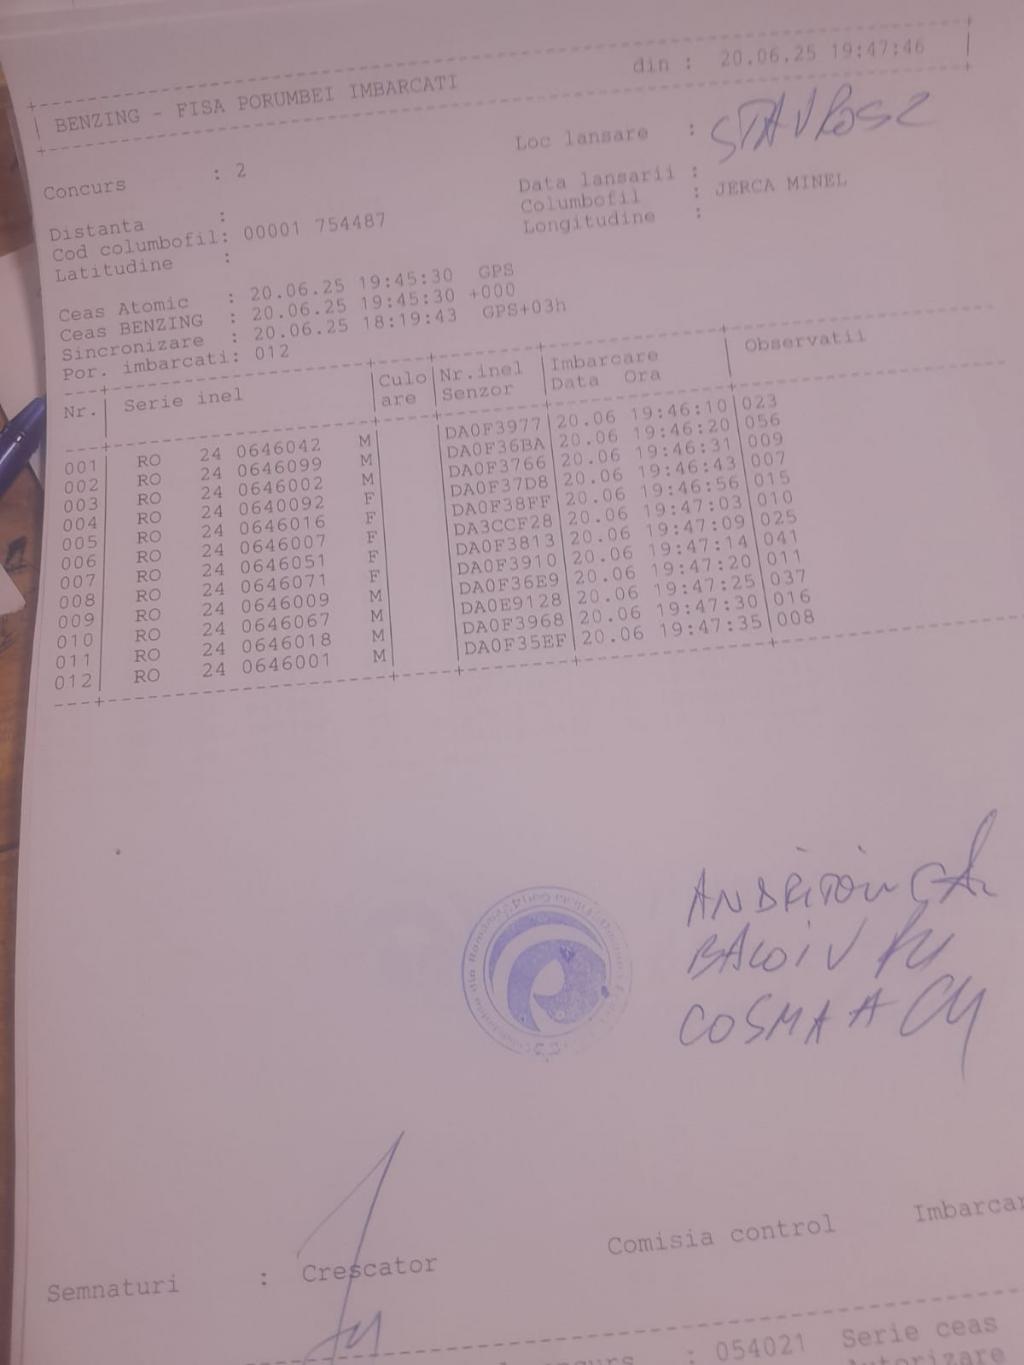 BENZING - FISA PORUMBEI IMBARCATI din : 20.06.25 19:47:46
Concurs : 2 Loc lansare :
Distanta : Data lansarii :
Cod columbofil: 00001 754487 Columbofil : JERCA MINEL
Latitudine : Longitudine :
Ceas Atomic : 20.06.25 19:45:30 GPS
Ceas BENZING : 20.06.25 19:45:30 +000
Sincronizare : 20.06.25 18:19:43 GPS+03h
Por. imbarcati: 012
Nr. Serie inel Culo Nr.inel Imbarcare Observatii
are Senzor Data Ora
001 RO 24 0646042 M DA0F3977 20.06 19:46:10 023
002 RO 24 0646099 M DA0F36BA 20.06 19:46:20 056
003 RO 24 0646002 M DA0F3766 20.06 19:46:31 009
004 RO 24 0640092 F DA0F37D8 20.06 19:46:43 007
005 RO 24 0646016 F DA0F38FF 20.06 19:46:56 015
006 RO 24 0646007 F DA3CCF28 20.06 19:47:03 010
007 RO 24 0646051 F DA0F3813 20.06 19:47:09 025
008 RO 24 0646071 F DA0F3910 20.06 19:47:14 041
009 RO 24 0646009 M DA0F36E9 20.06 19:47:20 011
010 RO 24 0646067 M DA0E9128 20.06 19:47:25 037
011 RO 24 0646018 M DA0F3968 20.06 19:47:30 016
012 RO 24 0646001 M DA0F35EF 20.06 19:47:35 008
COSMA A
Semnaturi : Crescator Comisia control Imbarcar
: 054021 Serie ceas